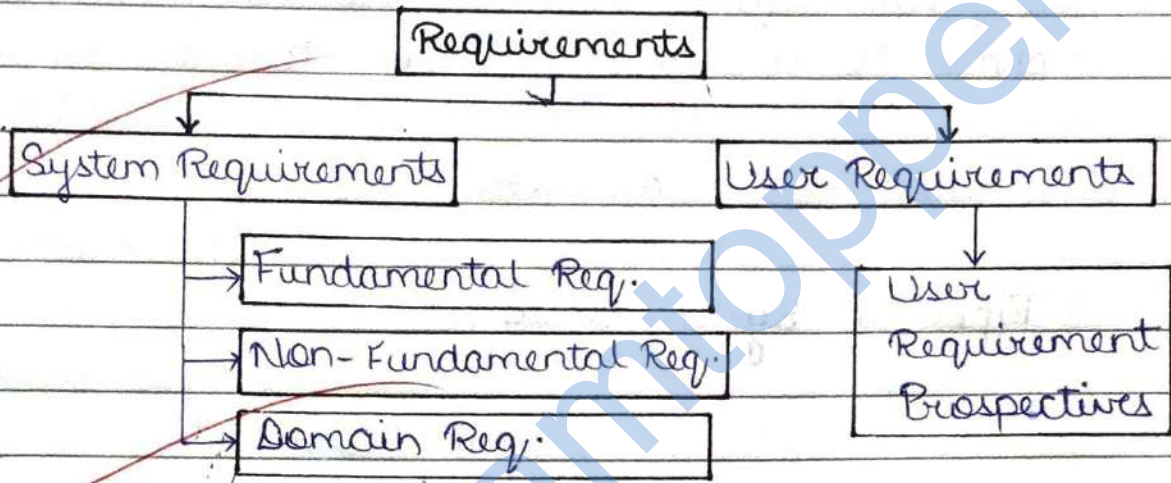 Requirements
System Requirements
User Requirements
Fundamental Req.
Non-Fundamental Req.
Domain Req.
User
Requirement
Prospectives